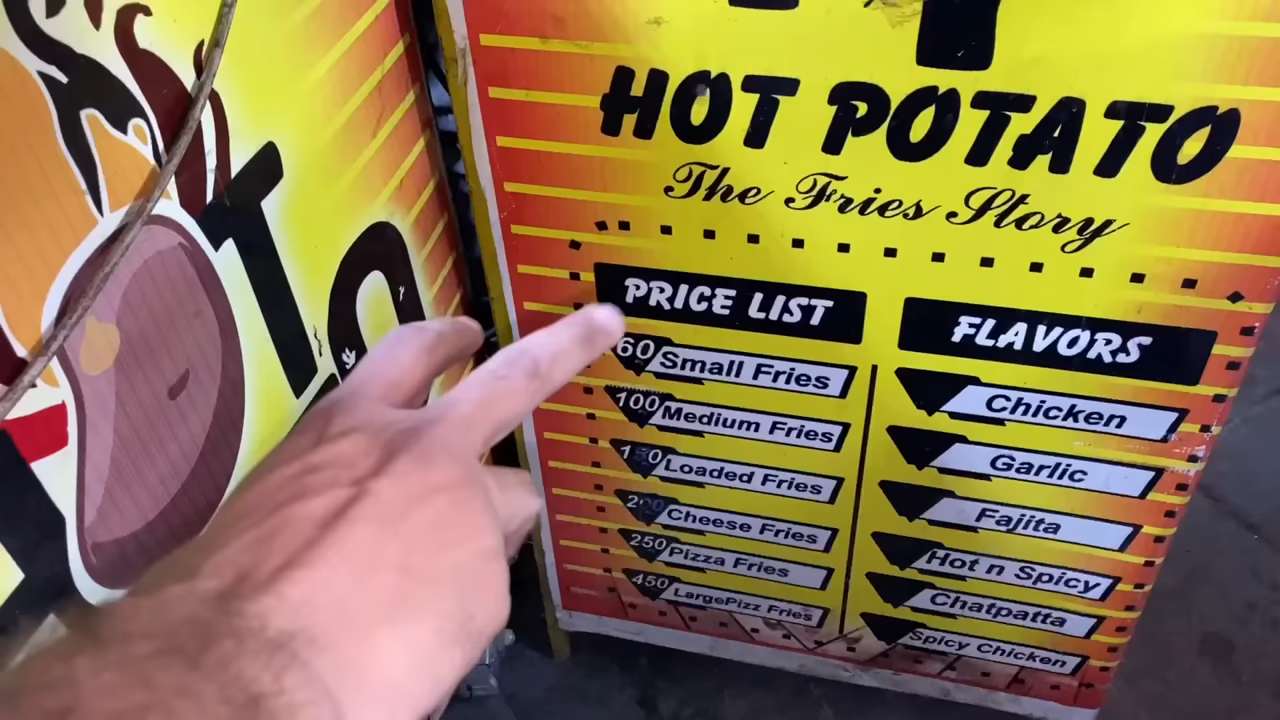 HOT POTATO
The Fries Story
PRICE LIST
60 Small Fries
100 Medium Fries
Loaded Fries
200 Cheese Fries
250 Pizza Fries
450 LargePizz Fries
FLAVORS
Chicken
Garlic
Fajita
Hot n Spicy
Chatpatta
Spicy Chicken